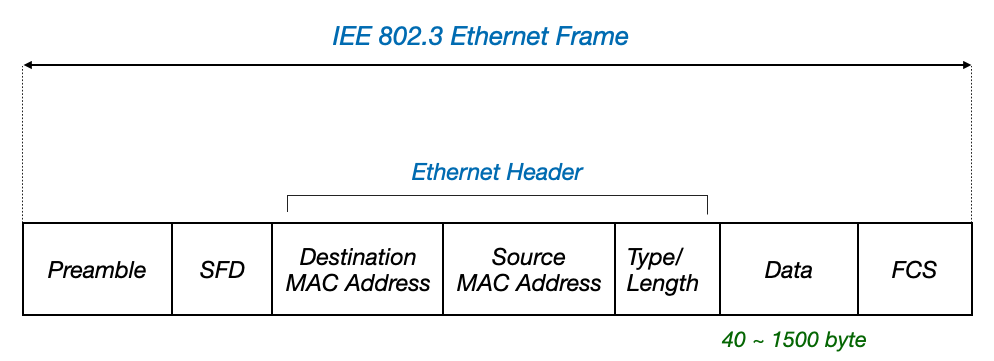 IEE 802.3 Ethernet Frame
Ethernet Header
Preamble
SFD
Destination
MAC Address
Source
MAC Address
Type/
Length
Data
FCS
40 ~ 1500 byte